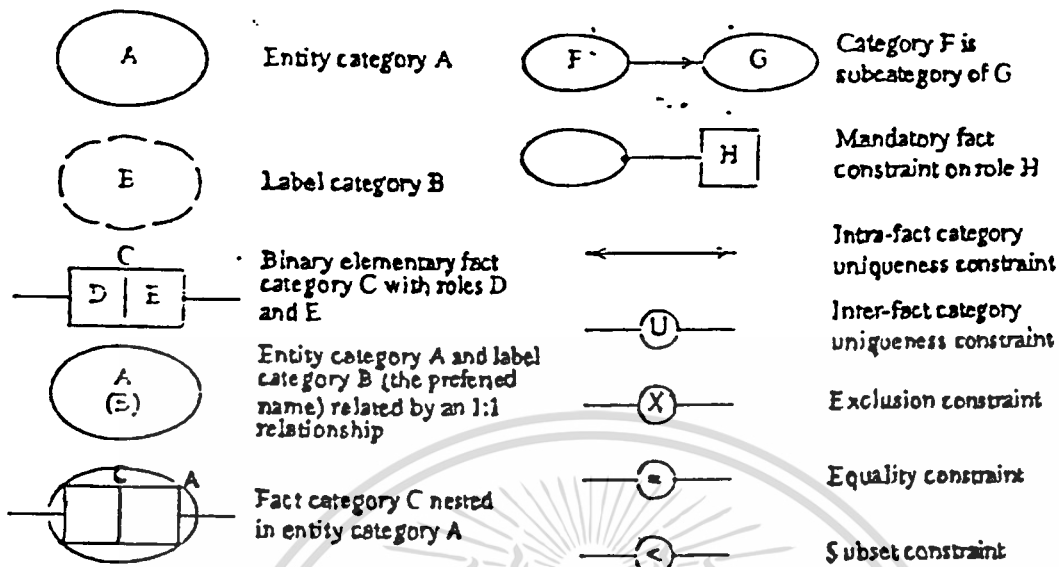 A
Entity category A
B
Label category B
C
D E
Binary elementary fact
category C with roles D
and E
A
(B)
Entity category A and label
category B (the preferred
name) related by an 1:1
relationship
C A
Fact category C nested
in entity category A
F G
Category F is
subcategory of G
H
Mandatory fact
constraint on role H
Intra-fact category
uniqueness constraint
U
Inter-fact category
uniqueness constraint
X
Exclusion constraint
=
Equality constraint
<
Subset constraint